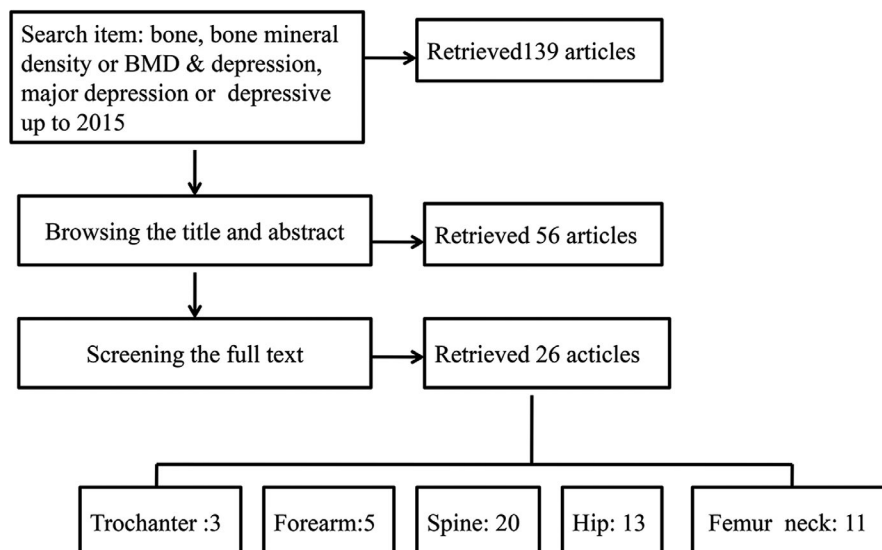 Search item: bone, bone mineral
density or BMD & depression,
major depression or depressive
up to 2015
Retrieved139 articles
Browsing the title and abstract
Retrieved 56 articles
Screening the full text
Retrieved 26 acticles
Trochanter :3
Forearm:5
Spine: 20
Hip: 13
Femur neck: 11